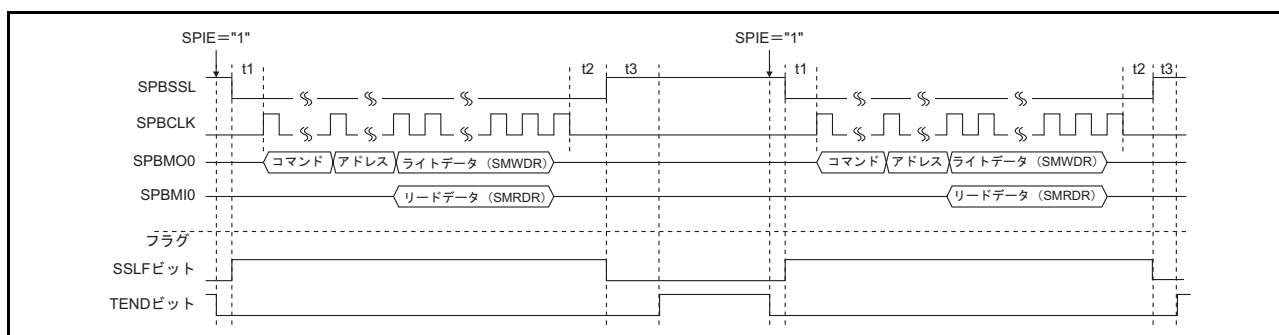 SPIE＝"1" SPIE＝"1"
t1 t2 t3 t1 t2 t3
SPBSSL
SPBCLK
SPBMO0 コマンド アドレス ライトデータ（SMWDR） コマンド アドレス ライトデータ（SMWDR）
SPBMI0 リードデータ（SMRDR） リードデータ（SMRDR）
フラグ
SSLFビット
TENDビット